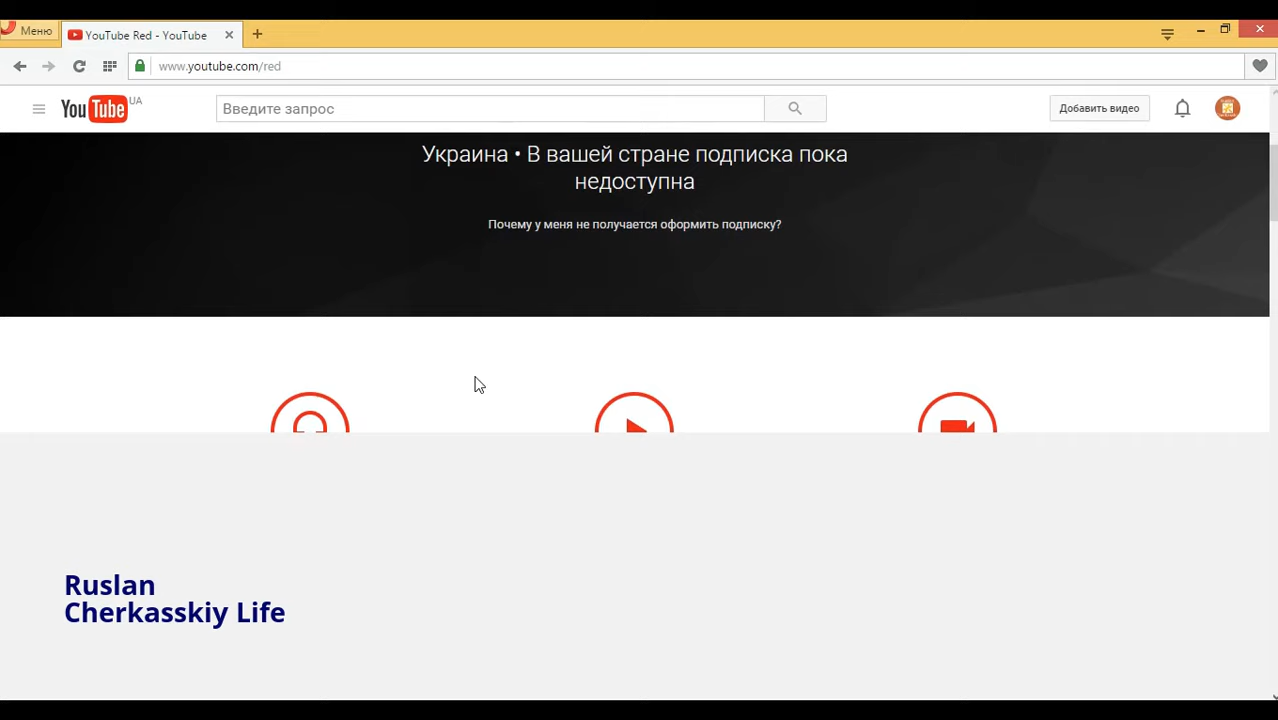 Меню
YouTube Red - YouTube
www.youtube.com/red
YouTube UA
Введите запрос
Добавить видео
Украина • В вашей стране подписка пока
недоступна
Почему у меня не получается оформить подписку?
Ruslan
Cherkasskiy Life